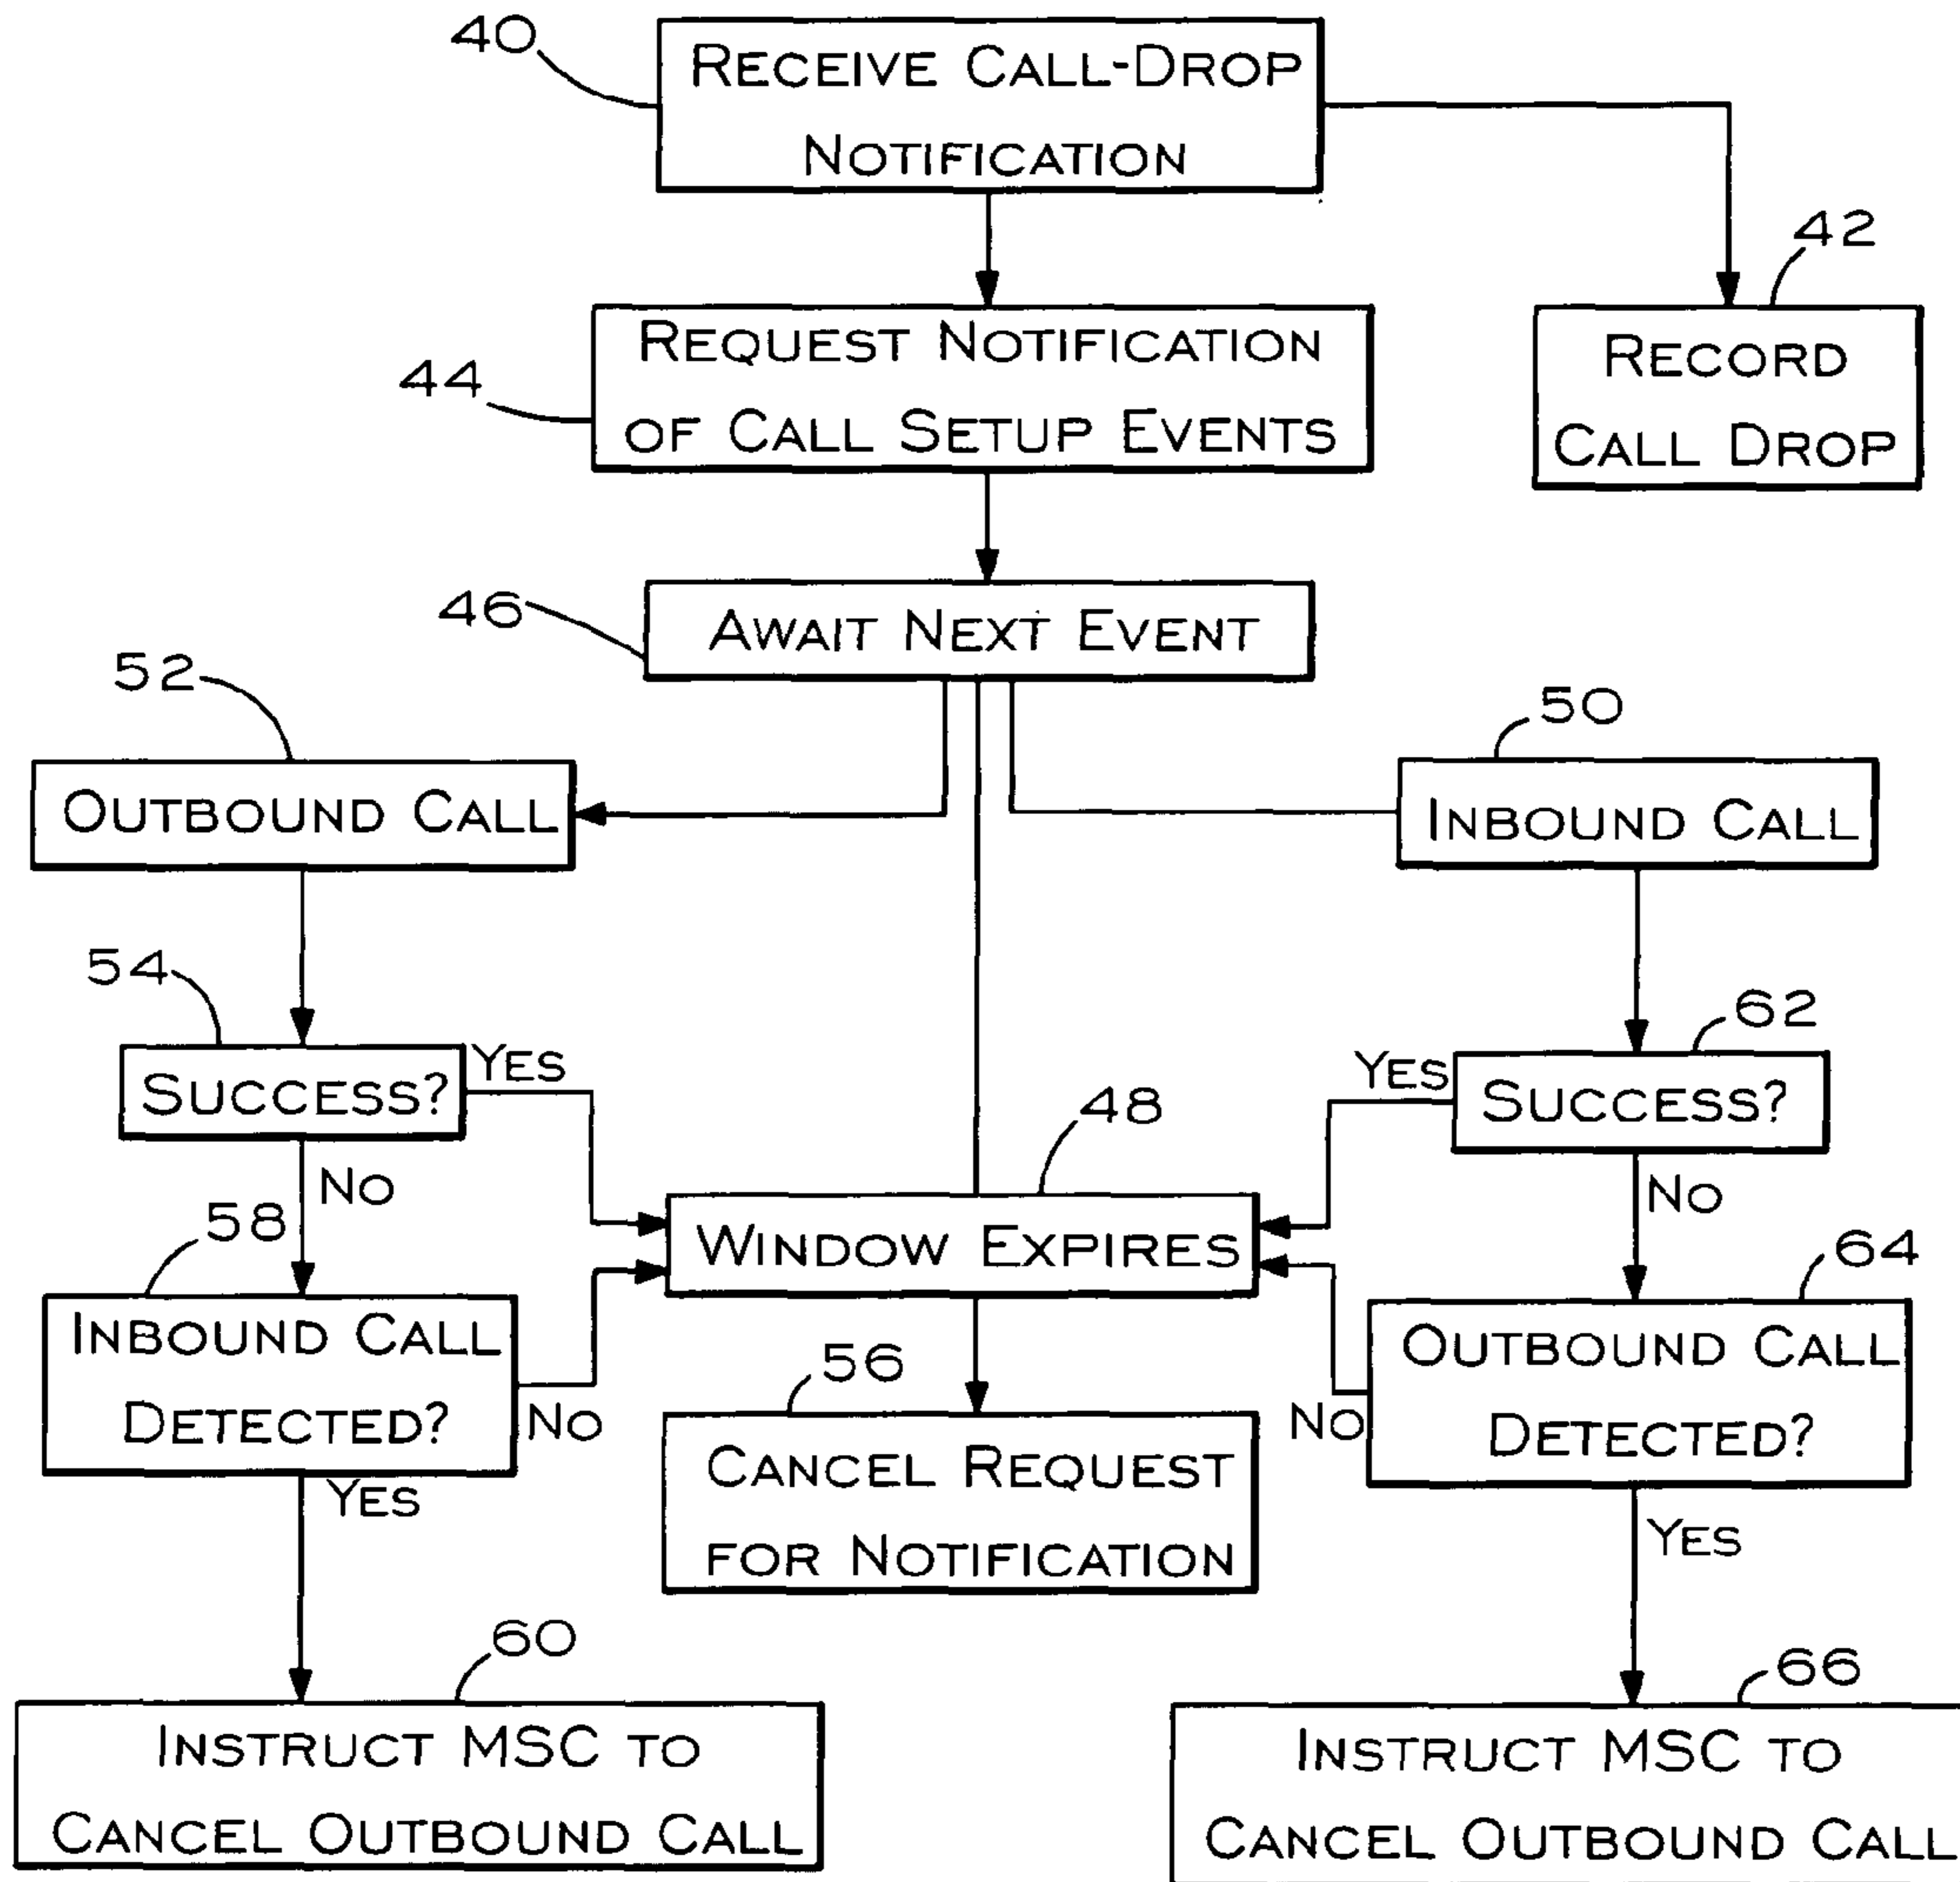 40
RECEIVE CALL-DROP
NOTIFICATION
42
RECORD
CALL DROP
44
REQUEST NOTIFICATION
OF CALL SETUP EVENTS
46
AWAIT NEXT EVENT
52
OUTBOUND CALL
50
INBOUND CALL
54
SUCCESS?
YES
NO
62
SUCCESS?
YES
NO
48
WINDOW EXPIRES
58
INBOUND CALL
DETECTED?
NO
YES
56
CANCEL REQUEST
FOR NOTIFICATION
64
OUTBOUND CALL
DETECTED?
NO
YES
60
INSTRUCT MSC TO
CANCEL OUTBOUND CALL
66
INSTRUCT MSC TO
CANCEL OUTBOUND CALL